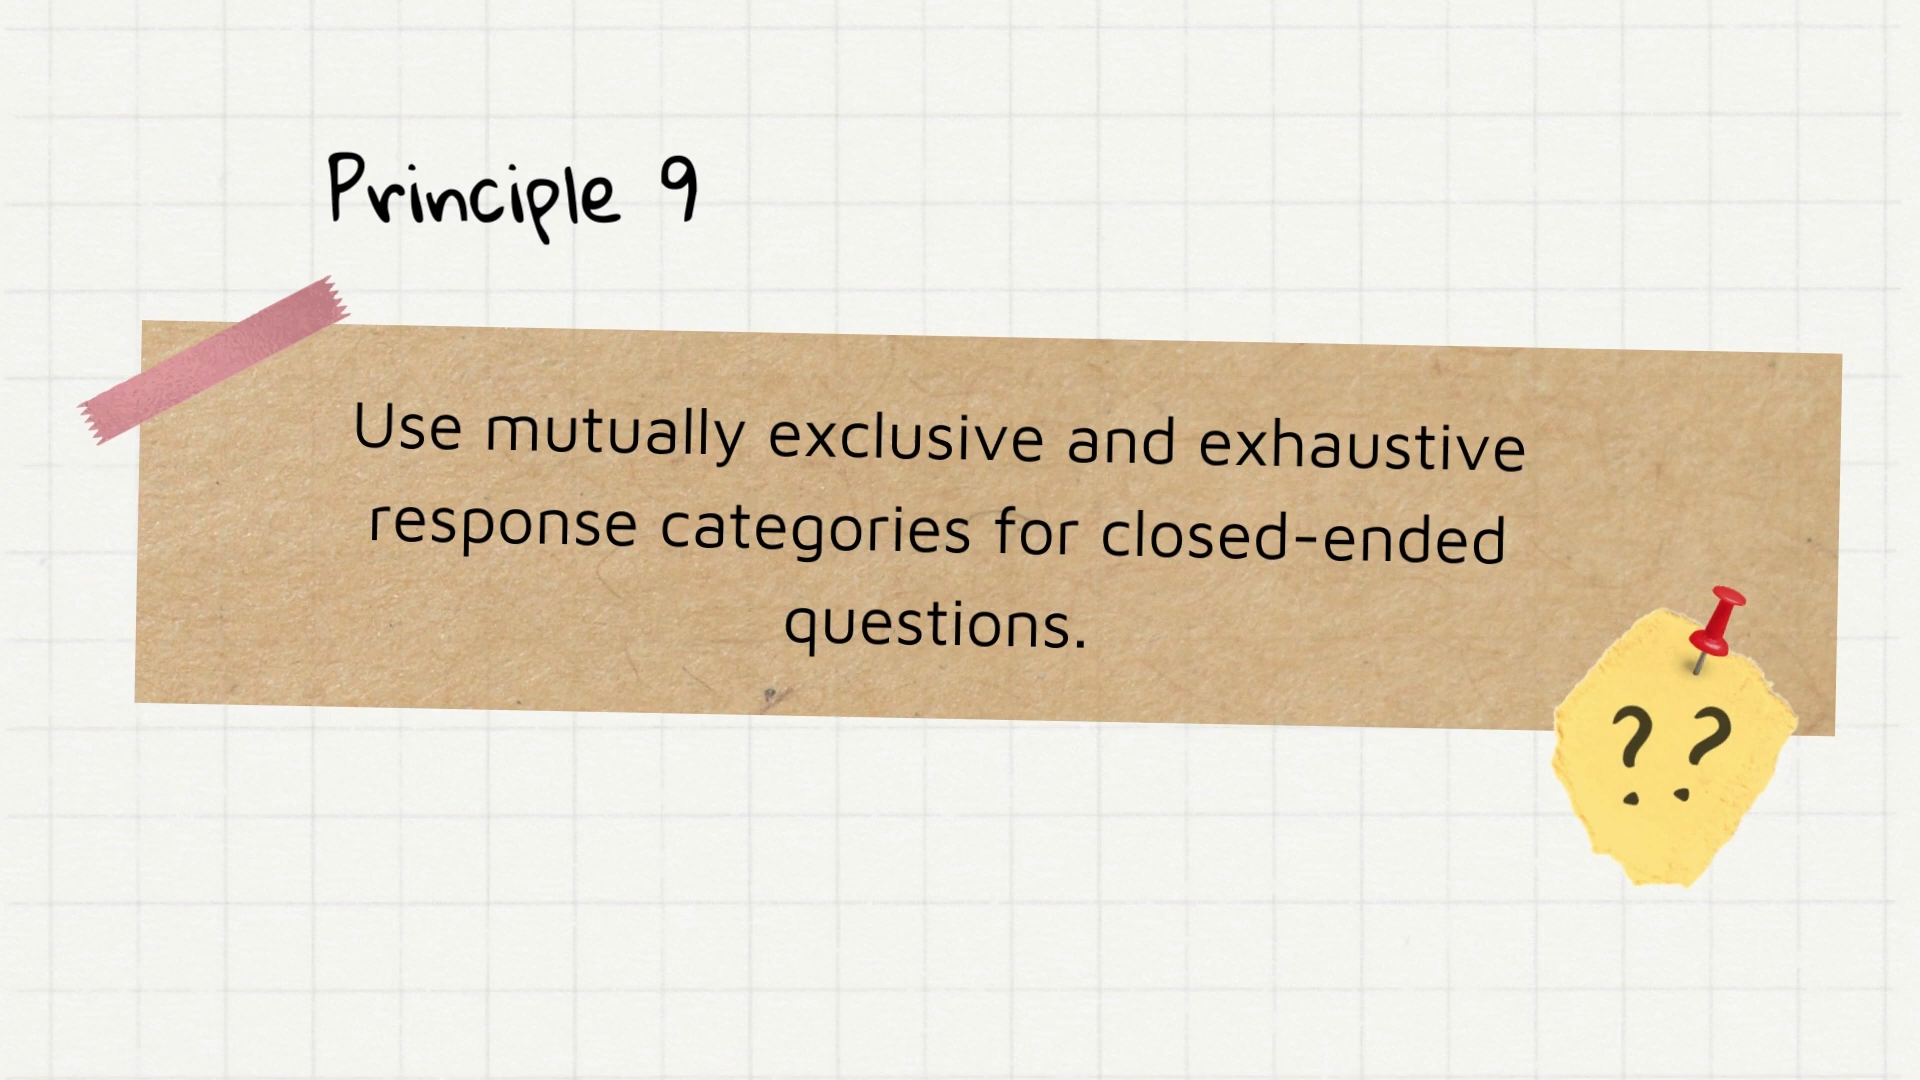 Principle 9
Use mutually exclusive and exhaustive
response categories for closed-ended
questions.
? ?